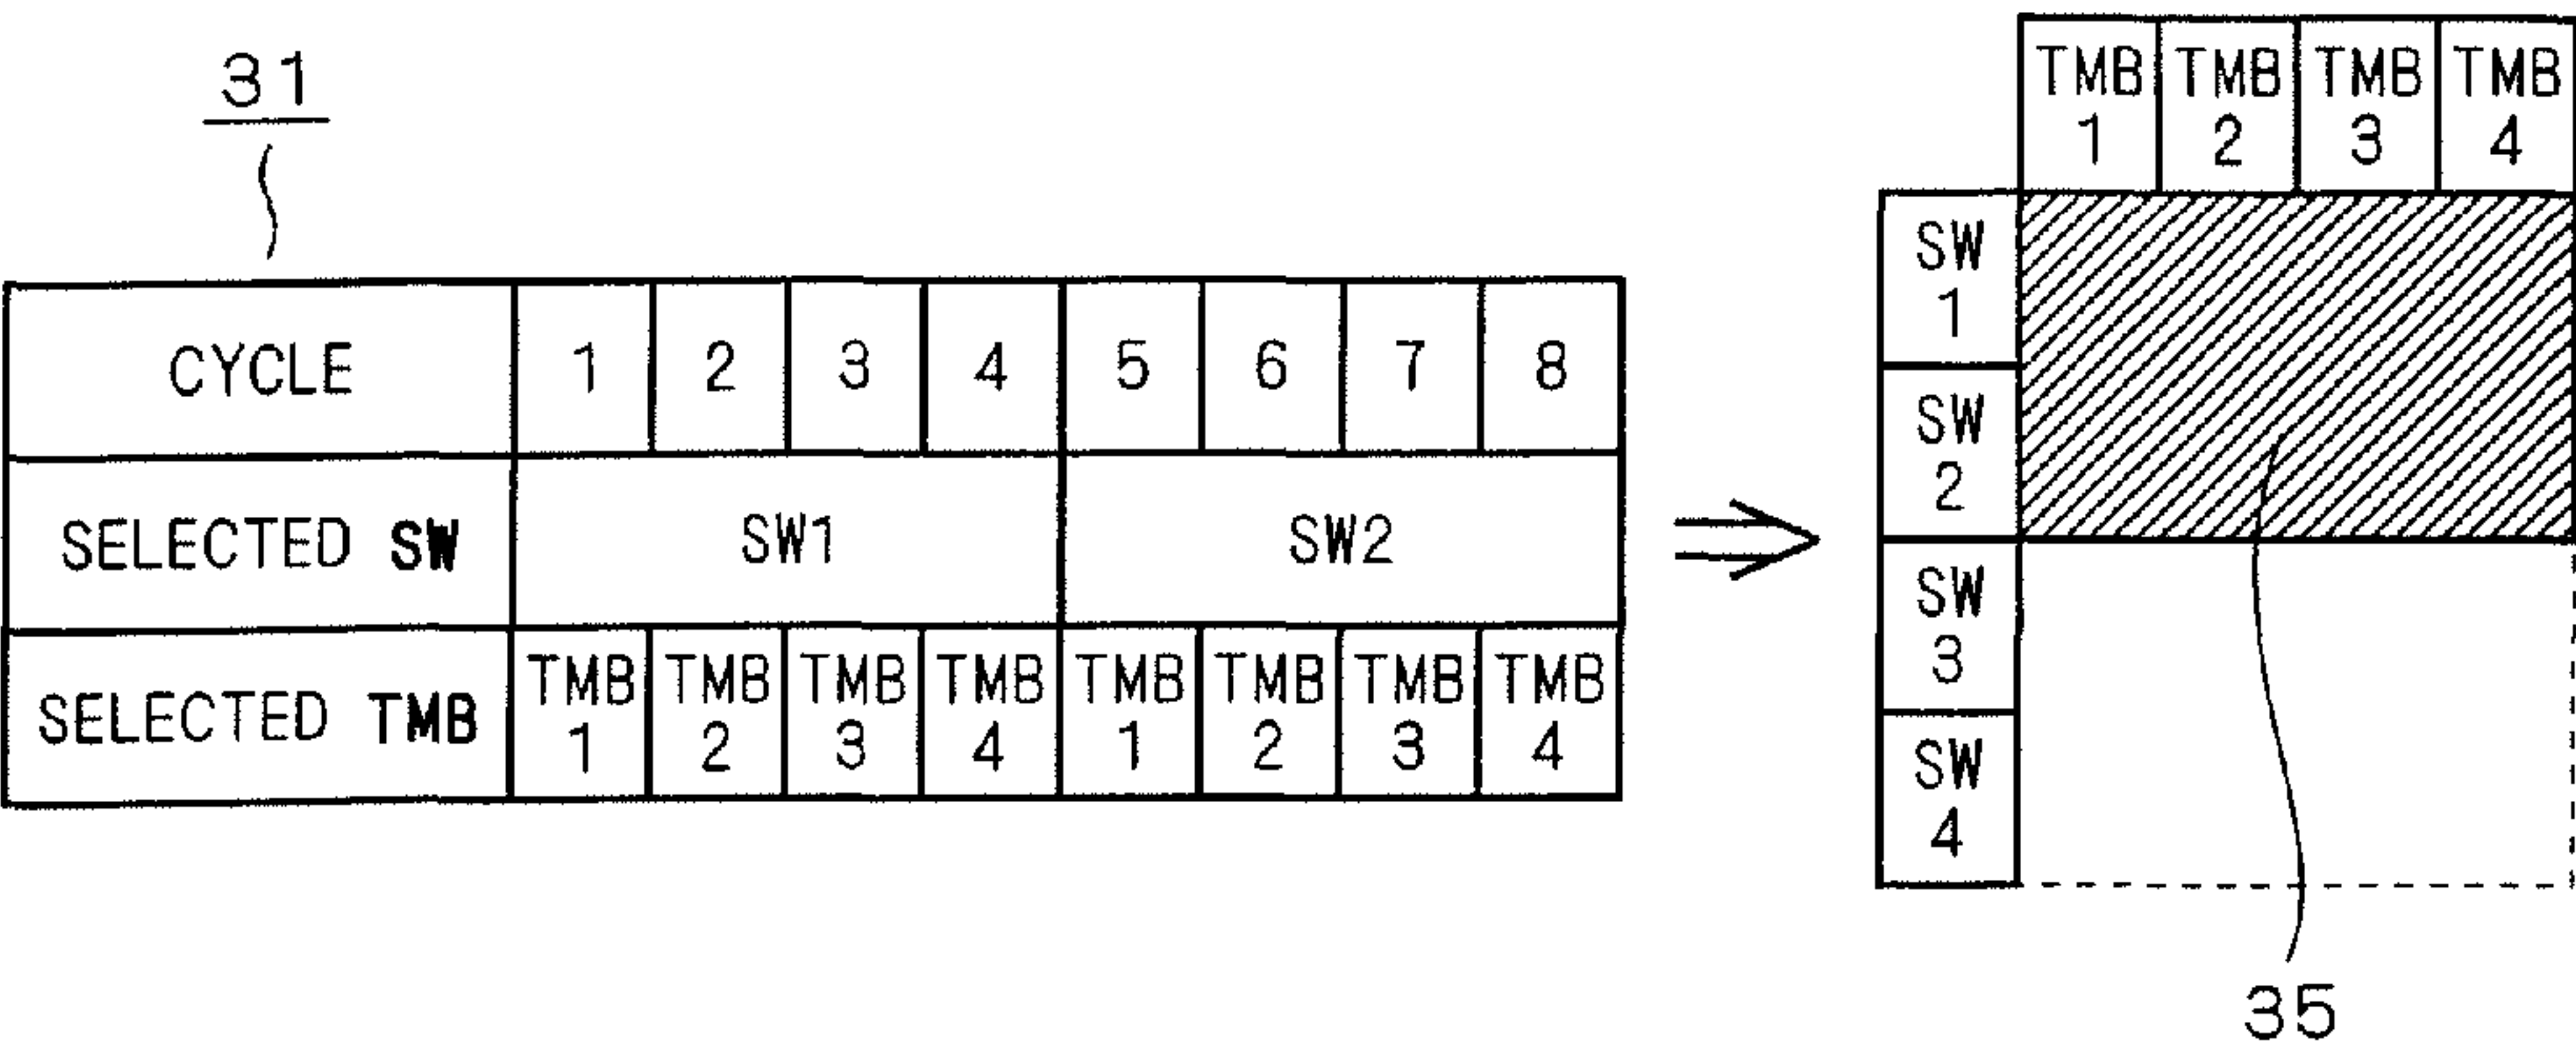 31
CYCLE 1 2 3 4 5 6 7 8
SELECTED SW SW1 SW2
SELECTED TMB TMB 1 TMB 2 TMB 3 TMB 4 TMB 1 TMB 2 TMB 3 TMB 4
TMB 1 TMB 2 TMB 3 TMB 4
SW 1
SW 2
SW 3
SW 4
35